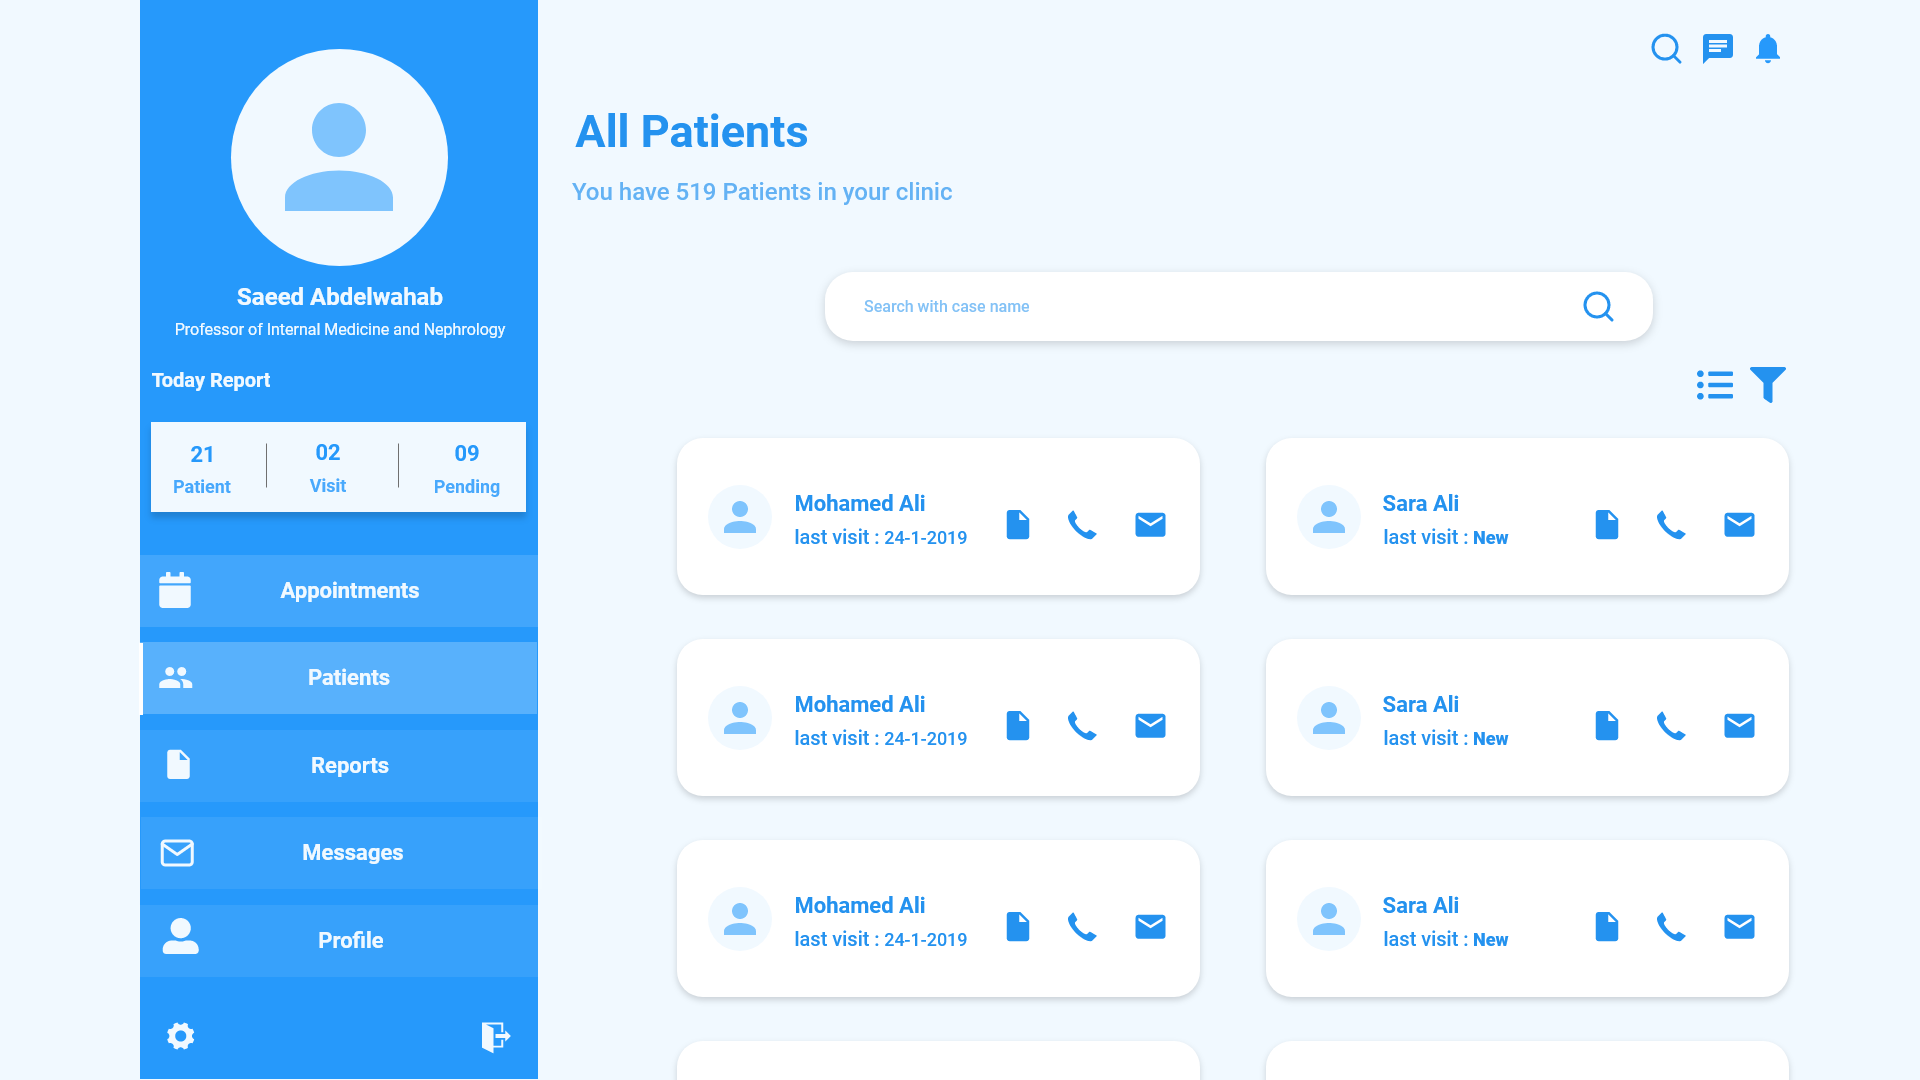 Saeed Abdelwahab
Professor of Internal Medicine and Nephrology
Today Report
21
Patient
02
Visit
09
Pending
Appointments
Patients
Reports
Messages
Profile
All Patients
You have 519 Patients in your clinic
Search with case name
Mohamed Ali
last visit : 24-1-2019
Sara Ali
last visit : New
Mohamed Ali
last visit : 24-1-2019
Sara Ali
last visit : New
Mohamed Ali
last visit : 24-1-2019
Sara Ali
last visit : New